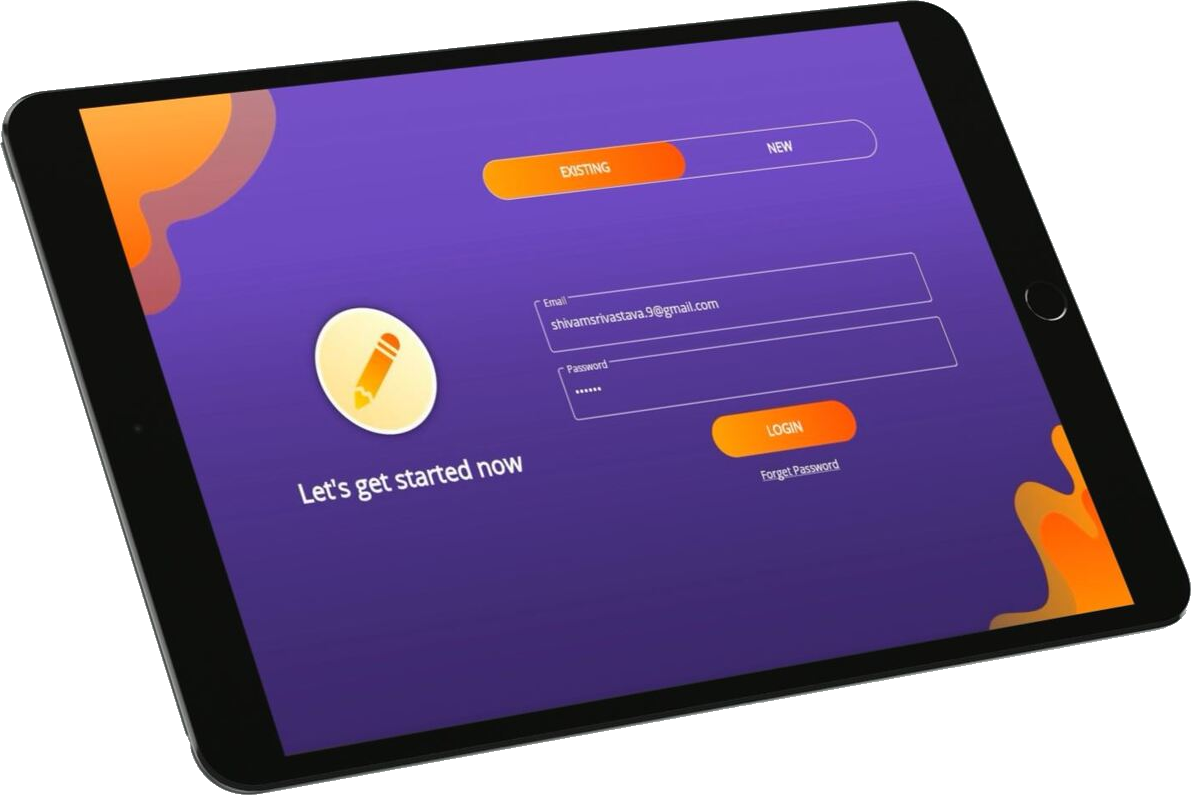 EXISTING
NEW
Email
shivamsrivastava.9@gmail.com
Password
••••••
LOGIN
Forget Password
Let's get started now